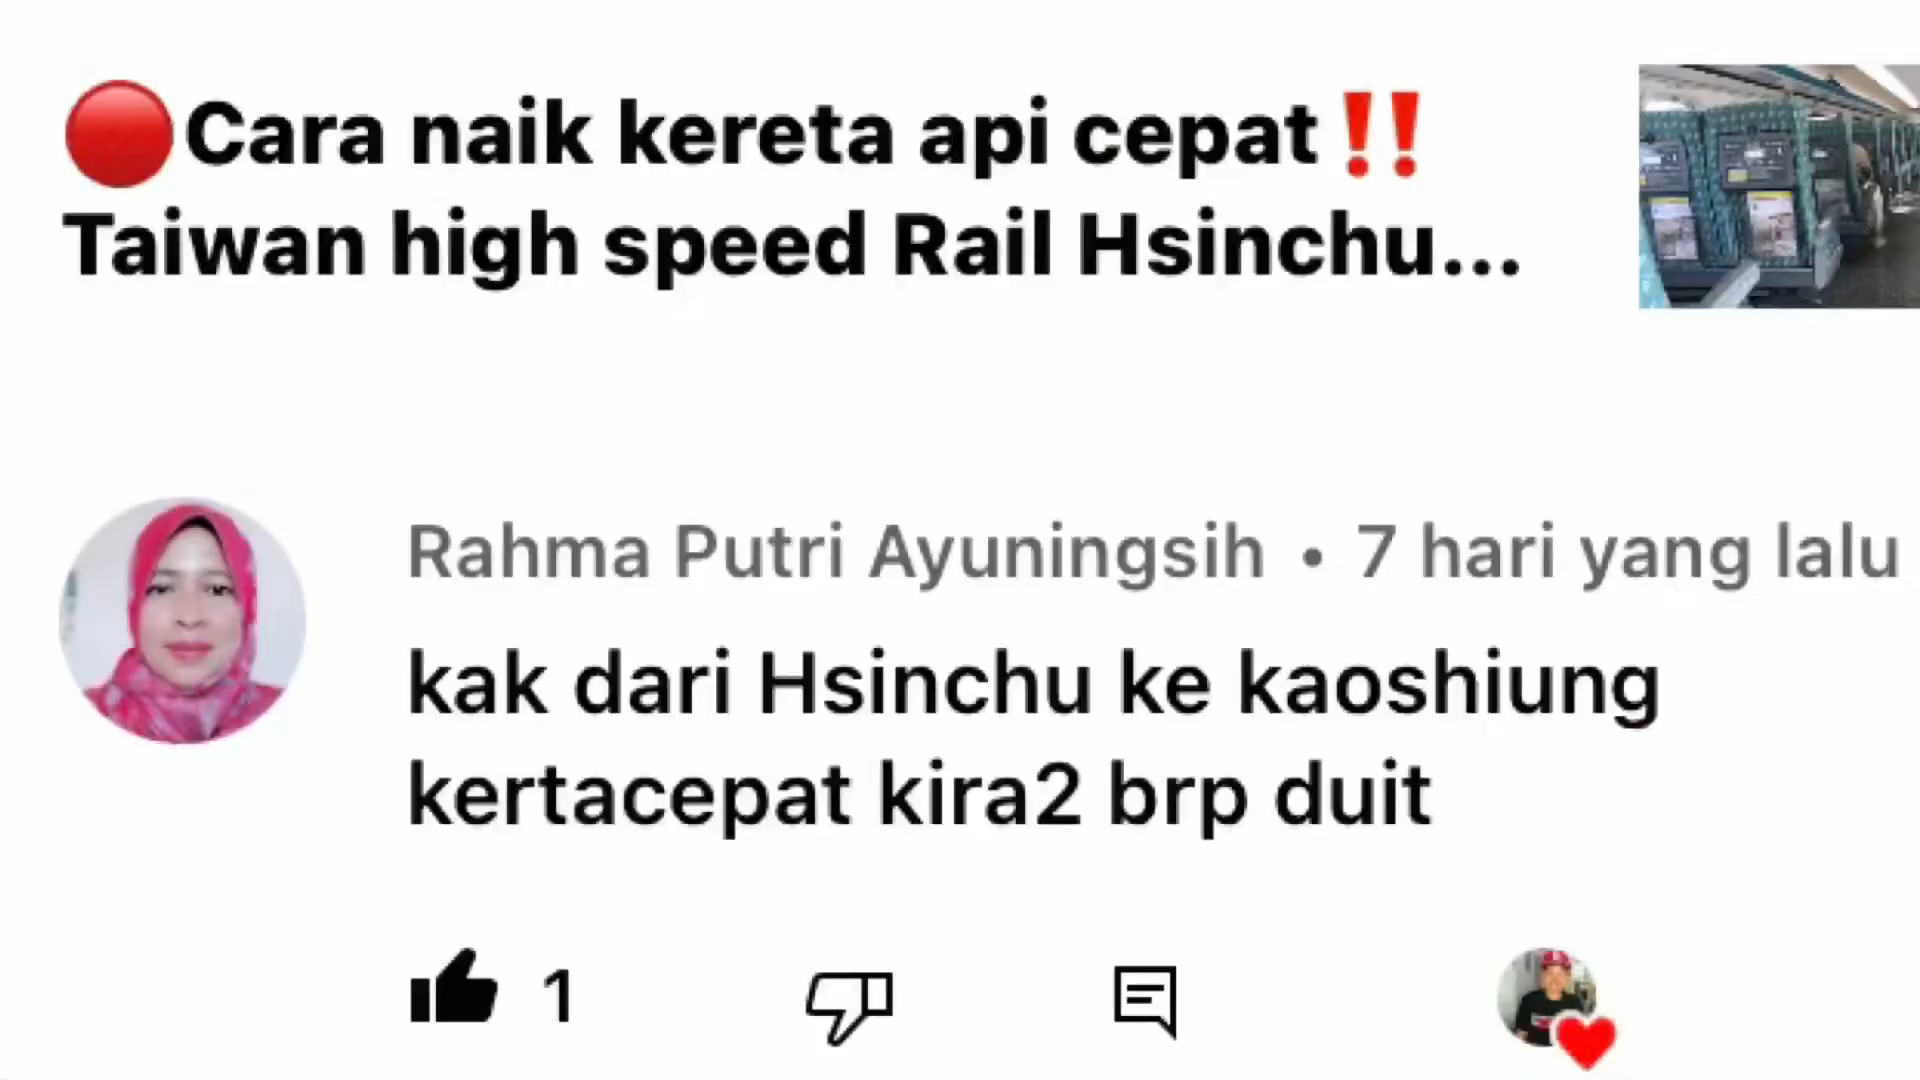 🔴Cara naik kereta api cepat‼️
Taiwan high speed Rail Hsinchu...
Rahma Putri Ayuningsih • 7 hari yang lalu
kak dari Hsinchu ke kaoshiung
kertacepat kira2 brp duit
1